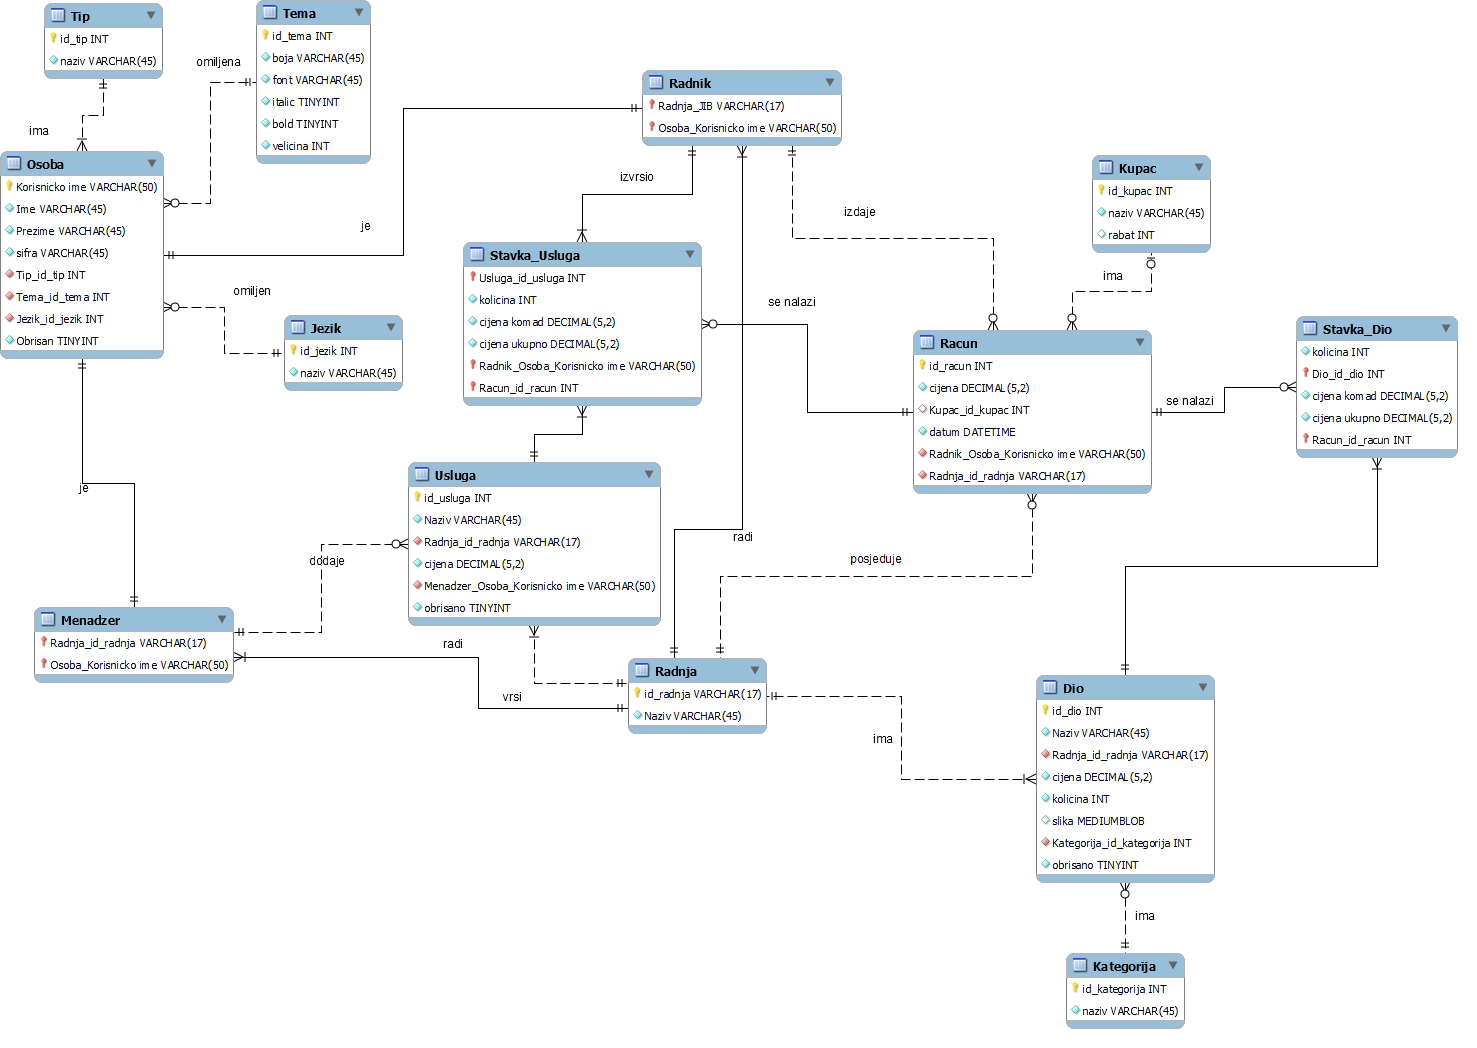 Tip
id_tip INT
naziv VARCHAR(45)
Tema
id_tema INT
boja VARCHAR(45)
font VARCHAR(45)
italic TINYINT
bold TINYINT
velicina INT
omiljena
ima
Osoba
Korisnicko ime VARCHAR(50)
Ime VARCHAR(45)
Prezime VARCHAR(45)
sifra VARCHAR(45)
Tip_id_tip INT
Tema_id_tema INT
Jezik_id_jezik INT
Obrisan TINYINT
je
omiljen
Jezik
id_jezik INT
naziv VARCHAR(45)
Radnik
Radnja_JIB VARCHAR(17)
Osoba_Korisnicko ime VARCHAR(50)
izvrsio
izdaje
Kupac
id_kupac INT
naziv VARCHAR(45)
rabat INT
ima
Stavka_Usluga
Usluga_id_usluga INT
kolicina INT
cijena komad DECIMAL(5,2)
cijena ukupno DECIMAL(5,2)
Radnik_Osoba_Korisnicko ime VARCHAR(50)
Racun_id_racun INT
se nalazi
Racun
id_racun INT
cijena DECIMAL(5,2)
Kupac_id_kupac INT
datum DATETIME
Radnik_Osoba_Korisnicko ime VARCHAR(50)
Radnja_id_radnja VARCHAR(17)
se nalazi
Stavka_Dio
kolicina INT
Dio_id_dio INT
cijena komad DECIMAL(5,2)
cijena ukupno DECIMAL(5,2)
Racun_id_racun INT
je
Usluga
id_usluga INT
Naziv VARCHAR(45)
Radnja_id_radnja VARCHAR(17)
cijena DECIMAL(5,2)
Menadzer_Osoba_Korisnicko ime VARCHAR(50)
obrisano TINYINT
dodaje
radi
posjeduje
Menadzer
Radnja_id_radnja VARCHAR(17)
Osoba_Korisnicko ime VARCHAR(50)
radi
vrsi
Radnja
id_radnja VARCHAR(17)
Naziv VARCHAR(45)
ima
Dio
id_dio INT
Naziv VARCHAR(45)
Radnja_id_radnja VARCHAR(17)
cijena DECIMAL(5,2)
kolicina INT
slika MEDIUMBLOB
Kategorija_id_kategorija INT
obrisano TINYINT
ima
Kategorija
id_kategorija INT
naziv VARCHAR(45)